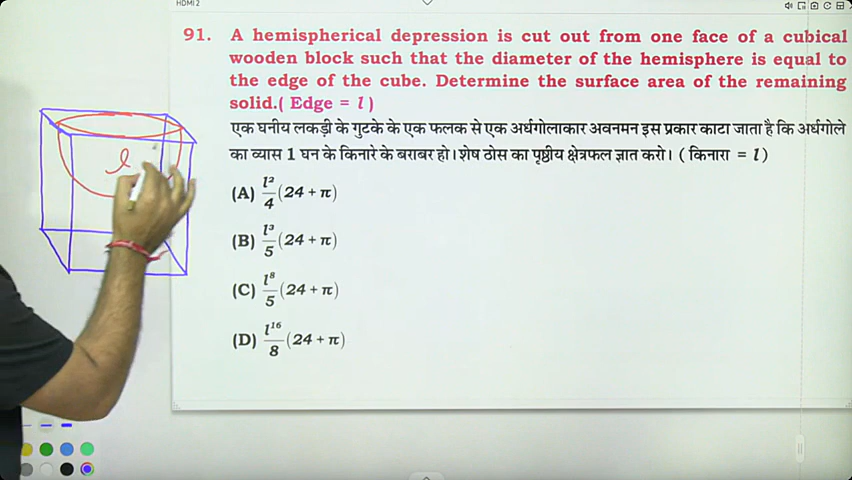 HDMI 2
91. A hemispherical depression is cut out from one face of a cubical
wooden block such that the diameter of the hemisphere is equal to
the edge of the cube. Determine the surface area of the remaining
solid.( Edge = l )
एक घनीय लकड़ी के गुटके के एक फलक से एक अर्धगोलाकार अवनमन इस प्रकार काटा जाता है कि अर्धगोले
का व्यास 1 घन के किनारे के बराबर हो। शेष ठोस का पृष्ठीय क्षेत्रफल ज्ञात करो। ( किनारा = l )
l
(A) l²/4 (24 + π)
(B) l³/5 (24 + π)
(C) l⁸/5 (24 + π)
(D) l¹⁶/8 (24 + π)